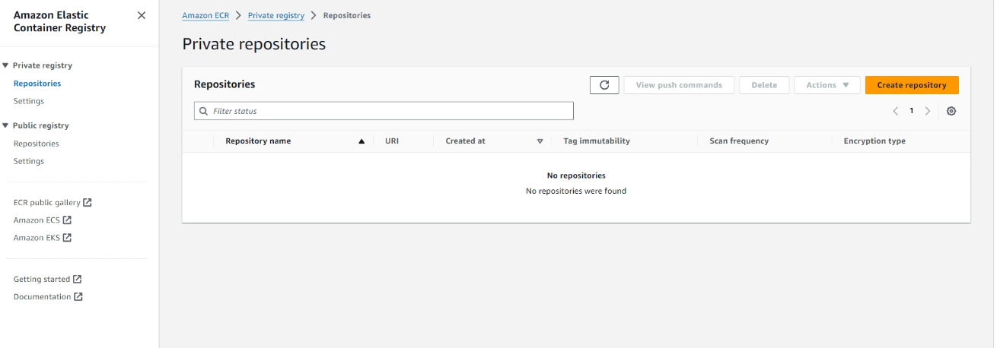 Amazon Elastic
Container Registry
Private registry
Repositories
Settings
Public registry
Repositories
Settings
ECR public gallery
Amazon ECS
Amazon EKS
Getting started
Documentation
Amazon ECR > Private registry > Repositories
Private repositories
Repositories
View push commands Delete Actions Create repository
Filter status
1
Repository name URI Created at Tag immutability Scan frequency Encryption type
No repositories
No repositories were found